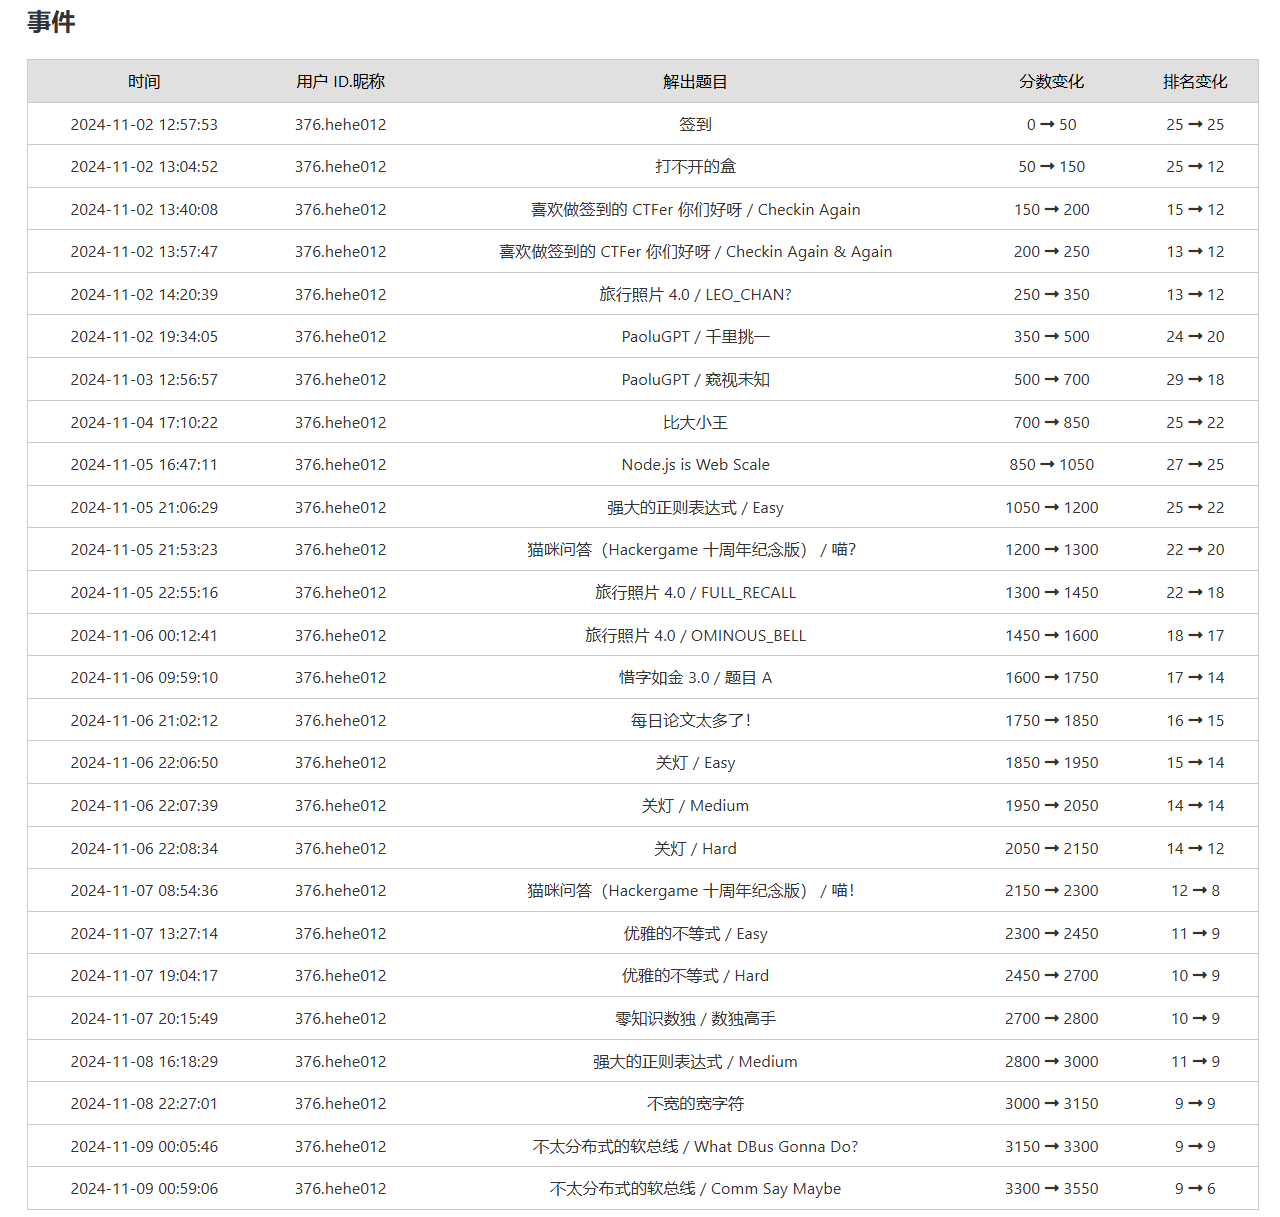 事件
时间 用户 ID.昵称 解出题目 分数变化 排名变化
2024-11-02 12:57:53 376.hehe012 签到 0 ➞ 50 25 ➞ 25
2024-11-02 13:04:52 376.hehe012 打不开的盒 50 ➞ 150 25 ➞ 12
2024-11-02 13:40:08 376.hehe012 喜欢做签到的 CTFer 你们好呀 / Checkin Again 150 ➞ 200 15 ➞ 12
2024-11-02 13:57:47 376.hehe012 喜欢做签到的 CTFer 你们好呀 / Checkin Again & Again 200 ➞ 250 13 ➞ 12
2024-11-02 14:20:39 376.hehe012 旅行照片 4.0 / LEO_CHAN? 250 ➞ 350 13 ➞ 12
2024-11-02 19:34:05 376.hehe012 PaoluGPT / 千里挑一 350 ➞ 500 24 ➞ 20
2024-11-03 12:56:57 376.hehe012 PaoluGPT / 窥视未知 500 ➞ 700 29 ➞ 18
2024-11-04 17:10:22 376.hehe012 比大小王 700 ➞ 850 25 ➞ 22
2024-11-05 16:47:11 376.hehe012 Node.js is Web Scale 850 ➞ 1050 27 ➞ 25
2024-11-05 21:06:29 376.hehe012 强大的正则表达式 / Easy 1050 ➞ 1200 25 ➞ 22
2024-11-05 21:53:23 376.hehe012 猫咪问答（Hackergame 十周年纪念版） / 喵？ 1200 ➞ 1300 22 ➞ 20
2024-11-05 22:55:16 376.hehe012 旅行照片 4.0 / FULL_RECALL 1300 ➞ 1450 22 ➞ 18
2024-11-06 00:12:41 376.hehe012 旅行照片 4.0 / OMINOUS_BELL 1450 ➞ 1600 18 ➞ 17
2024-11-06 09:59:10 376.hehe012 惜字如金 3.0 / 题目 A 1600 ➞ 1750 17 ➞ 14
2024-11-06 21:02:12 376.hehe012 每日论文太多了！ 1750 ➞ 1850 16 ➞ 15
2024-11-06 22:06:50 376.hehe012 关灯 / Easy 1850 ➞ 1950 15 ➞ 14
2024-11-06 22:07:39 376.hehe012 关灯 / Medium 1950 ➞ 2050 14 ➞ 14
2024-11-06 22:08:34 376.hehe012 关灯 / Hard 2050 ➞ 2150 14 ➞ 12
2024-11-07 08:54:36 376.hehe012 猫咪问答（Hackergame 十周年纪念版） / 喵！ 2150 ➞ 2300 12 ➞ 8
2024-11-07 13:27:14 376.hehe012 优雅的不等式 / Easy 2300 ➞ 2450 11 ➞ 9
2024-11-07 19:04:17 376.hehe012 优雅的不等式 / Hard 2450 ➞ 2700 10 ➞ 9
2024-11-07 20:15:49 376.hehe012 零知识数独 / 数独高手 2700 ➞ 2800 10 ➞ 9
2024-11-08 16:18:29 376.hehe012 强大的正则表达式 / Medium 2800 ➞ 3000 11 ➞ 9
2024-11-08 22:27:01 376.hehe012 不宽的宽字符 3000 ➞ 3150 9 ➞ 9
2024-11-09 00:05:46 376.hehe012 不太分布式的软总线 / What DBus Gonna Do? 3150 ➞ 3300 9 ➞ 9
2024-11-09 00:59:06 376.hehe012 不太分布式的软总线 / Comm Say Maybe 3300 ➞ 3550 9 ➞ 6